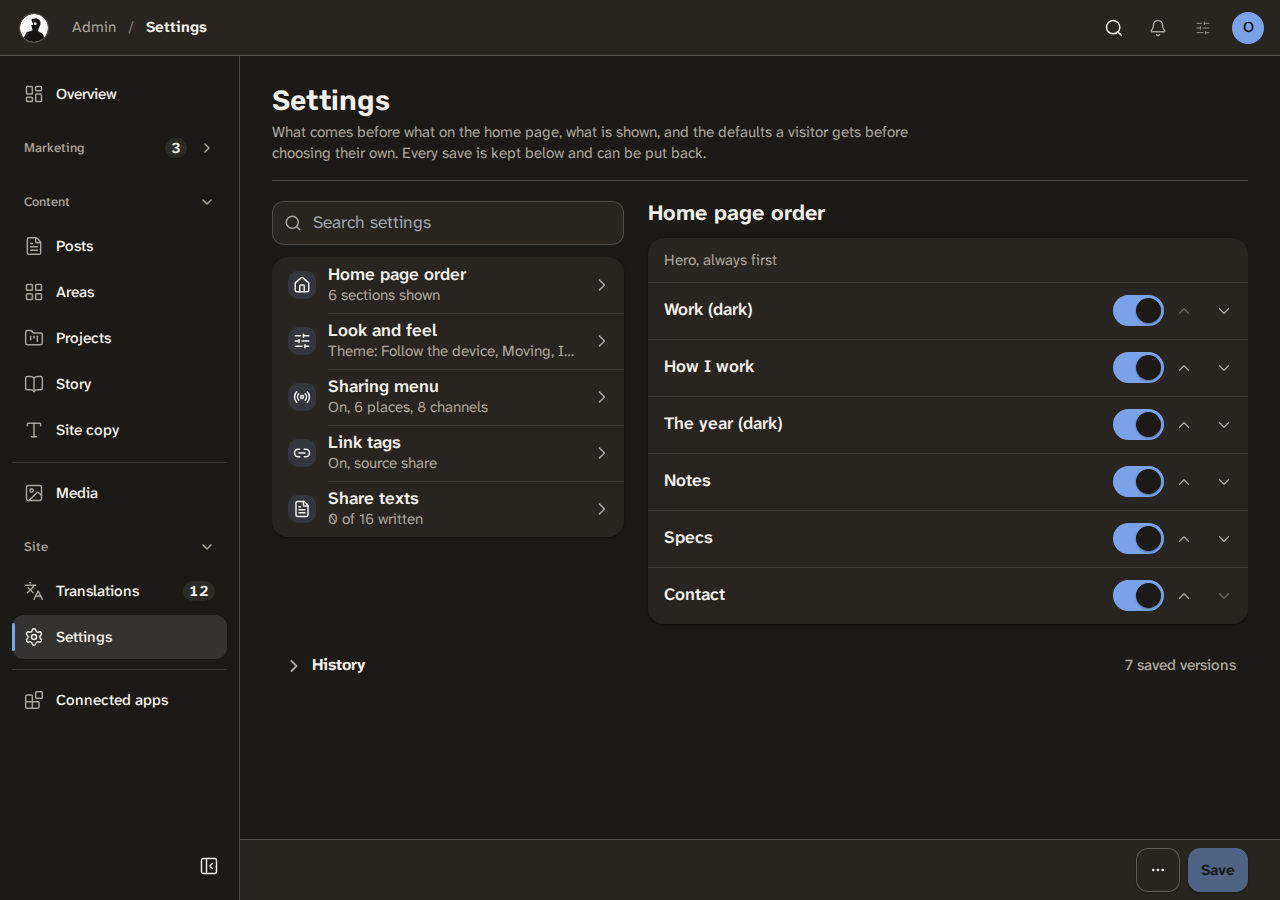 Admin / Settings
O
Overview
Marketing 3
Content
Posts
Areas
Projects
Story
Site copy
Media
Site
Translations 12
Settings
Connected apps
Settings
What comes before what on the home page, what is shown, and the defaults a visitor gets before
choosing their own. Every save is kept below and can be put back.
Search settings
Home page order
6 sections shown
Look and feel
Theme: Follow the device, Moving, I...
Sharing menu
On, 6 places, 8 channels
Link tags
On, source share
Share texts
0 of 16 written
Home page order
Hero, always first
Work (dark)
How I work
The year (dark)
Notes
Specs
Contact
History
7 saved versions
Save